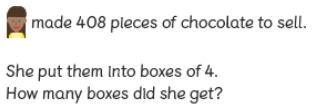 made 408 pieces of chocolate to sell.
She put them into boxes of 4.
How many boxes did she get?